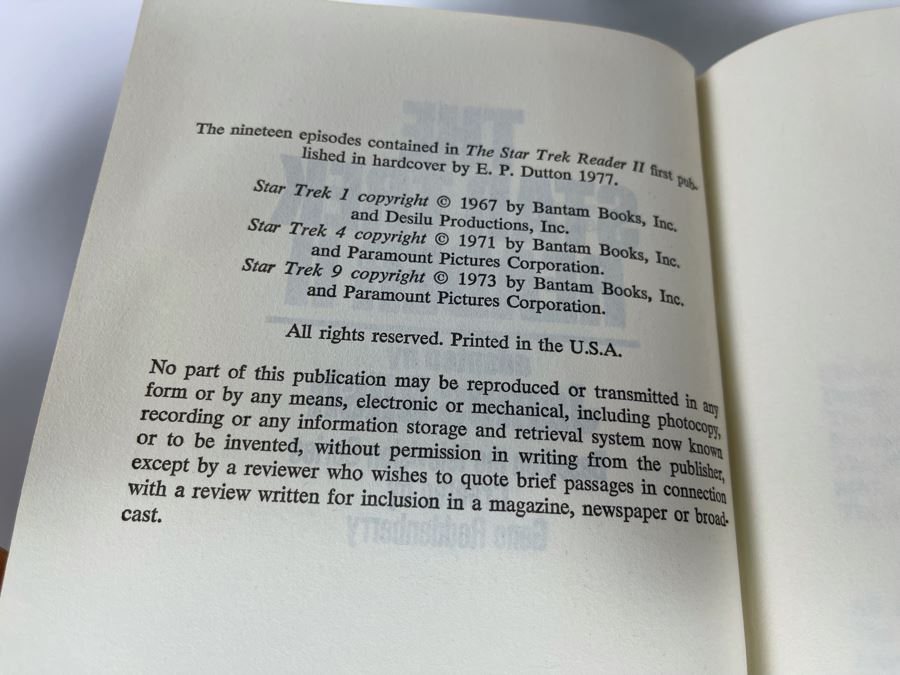 The nineteen episodes contained in The Star Trek Reader II first pub-
lished in hardcover by E. P. Dutton 1977.
Star Trek 1 copyright © 1967 by Bantam Books, Inc.
and Desilu Productions, Inc.
Star Trek 4 copyright © 1971 by Bantam Books, Inc.
and Paramount Pictures Corporation.
Star Trek 9 copyright © 1973 by Bantam Books, Inc.
and Paramount Pictures Corporation.
All rights reserved. Printed in the U.S.A.
No part of this publication may be reproduced or transmitted in any
form or by any means, electronic or mechanical, including photocopy,
recording or any information storage and retrieval system now known
or to be invented, without permission in writing from the publisher,
except by a reviewer who wishes to quote brief passages in connection
with a review written for inclusion in a magazine, newspaper or broad-
cast.